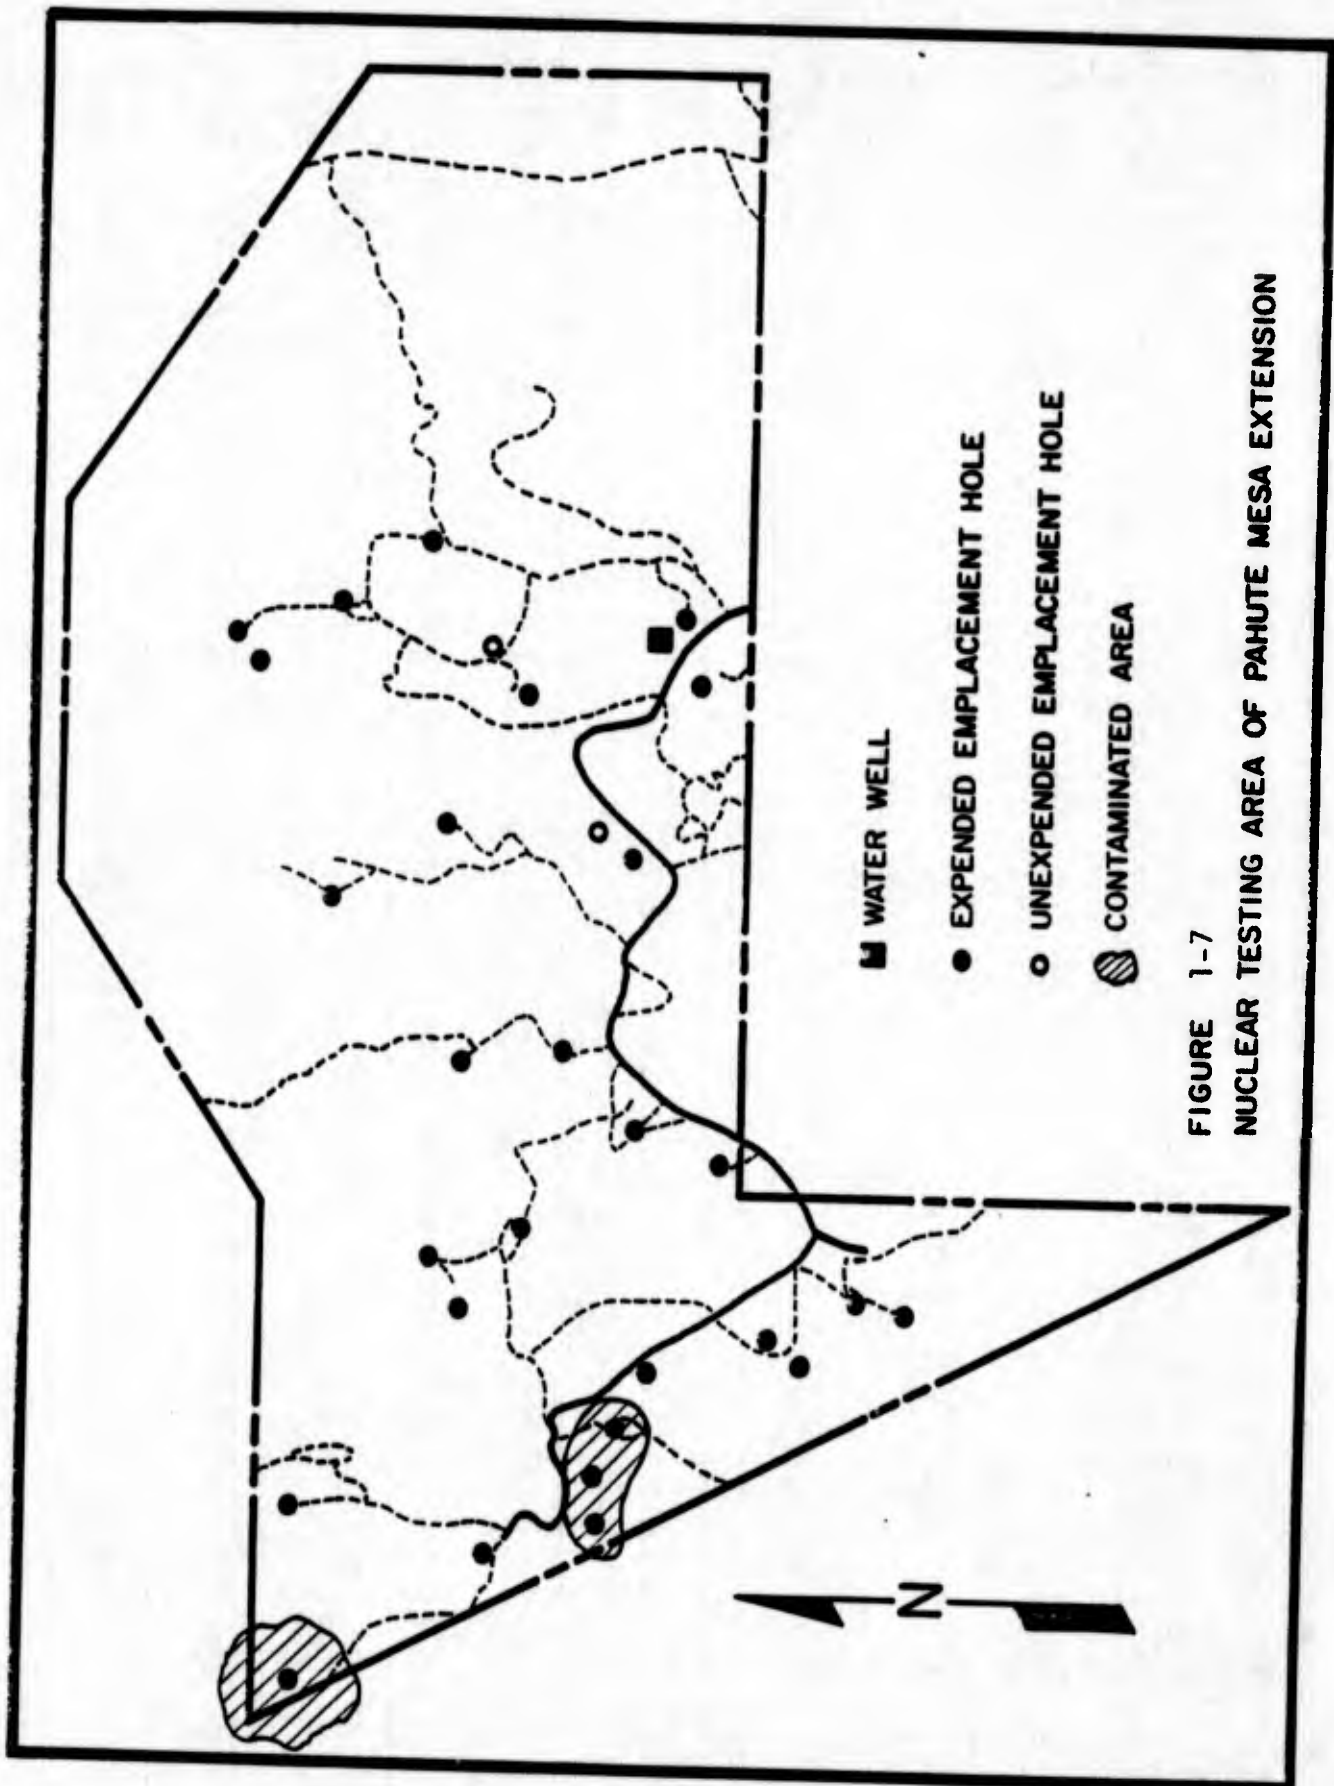 N
WATER WELL
EXPENDED EMPLACEMENT HOLE
UNEXPENDED EMPLACEMENT HOLE
CONTAMINATED AREA
FIGURE 1-7
NUCLEAR TESTING AREA OF PAHUTE MESA EXTENSION